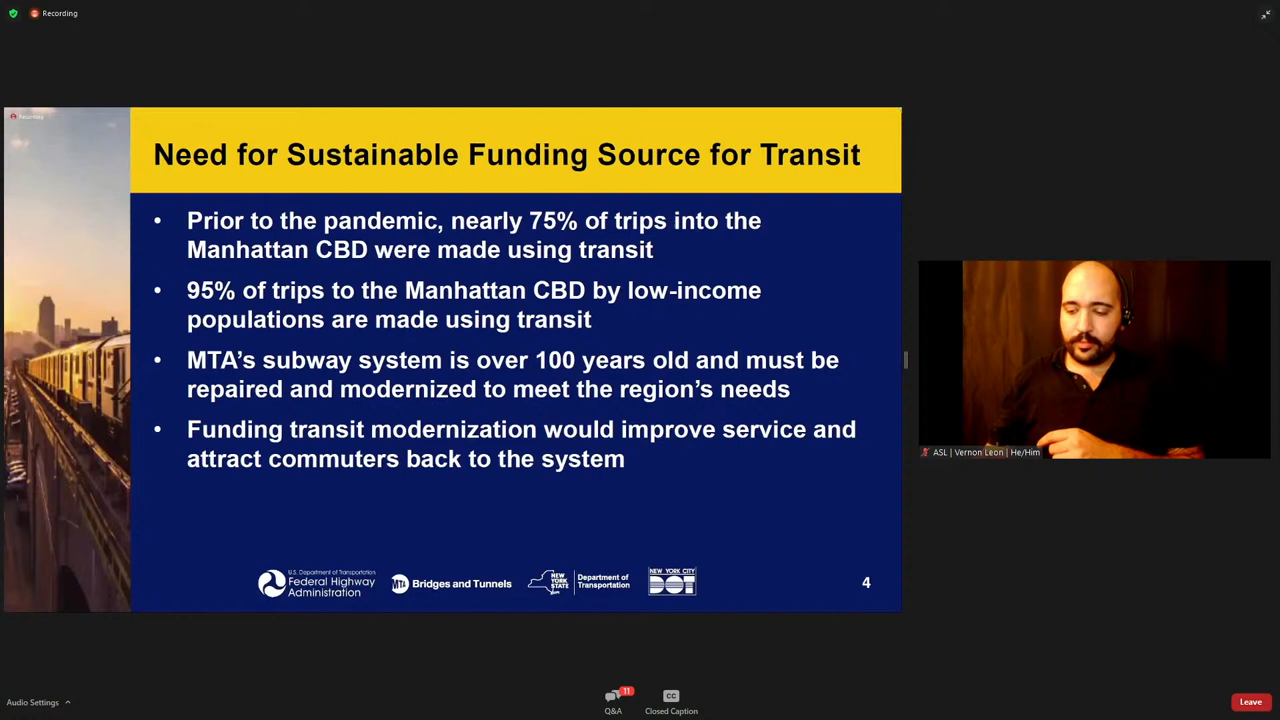 Recording
Recording
Need for Sustainable Funding Source for Transit
• Prior to the pandemic, nearly 75% of trips into the
Manhattan CBD were made using transit
• 95% of trips to the Manhattan CBD by low-income
populations are made using transit
• MTA's subway system is over 100 years old and must be
repaired and modernized to meet the region's needs
• Funding transit modernization would improve service and
attract commuters back to the system
ASL | Vernon Leon | He/Him
U.S. Department of Transportation
Federal Highway
Administration
MTA Bridges and Tunnels
NEW YORK STATE
Department of
Transportation
NEW YORK CITY
DOT
4
Audio Settings
11
Q&A
CC
Closed Caption
Leave